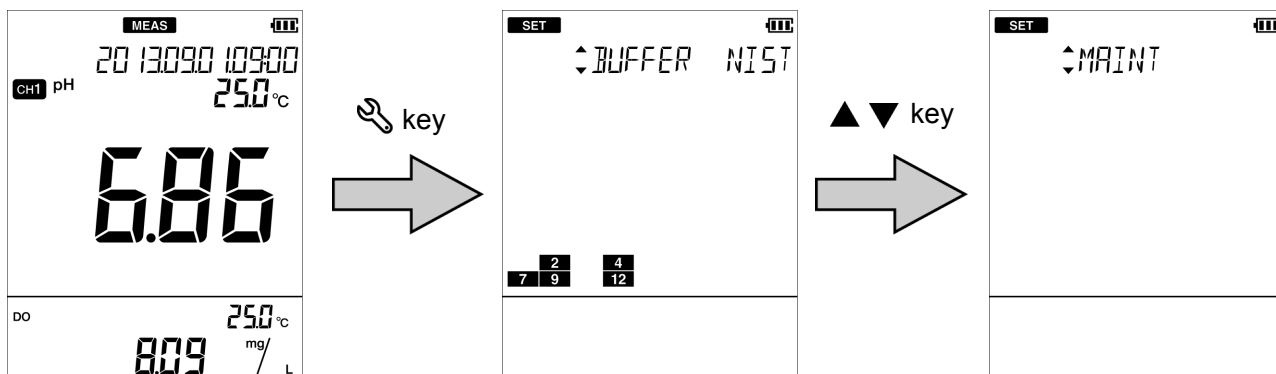 MEAS
2013.09.01.09:00
CH1 pH
25.0 °C
6.86
DO
25.0 °C
8.09 mg/L
key
SET
BUFFER NIST
2 4
7 9 12
▲ ▼ key
SET
MAINT